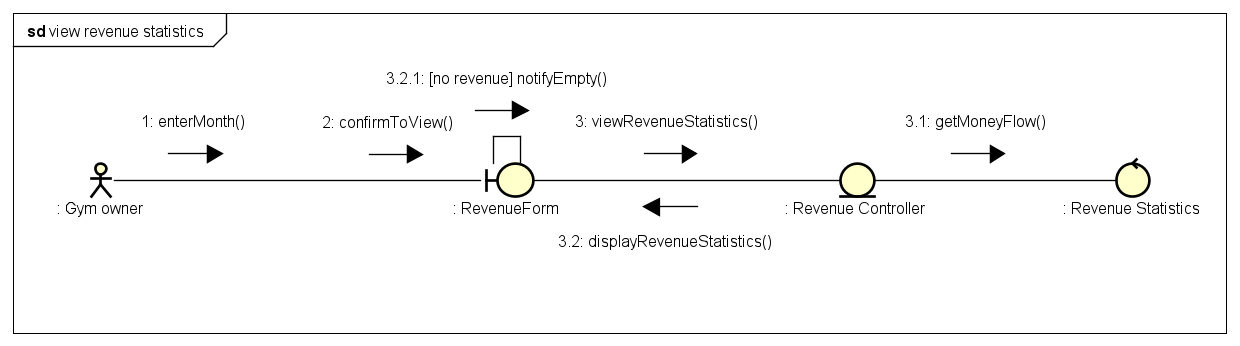 sd view revenue statistics
3.2.1: [no revenue] notifyEmpty()
1: enterMonth()
2: confirmToView()
3: viewRevenueStatistics()
3.1: getMoneyFlow()
: Gym owner
: RevenueForm
: Revenue Controller
: Revenue Statistics
3.2: displayRevenueStatistics()